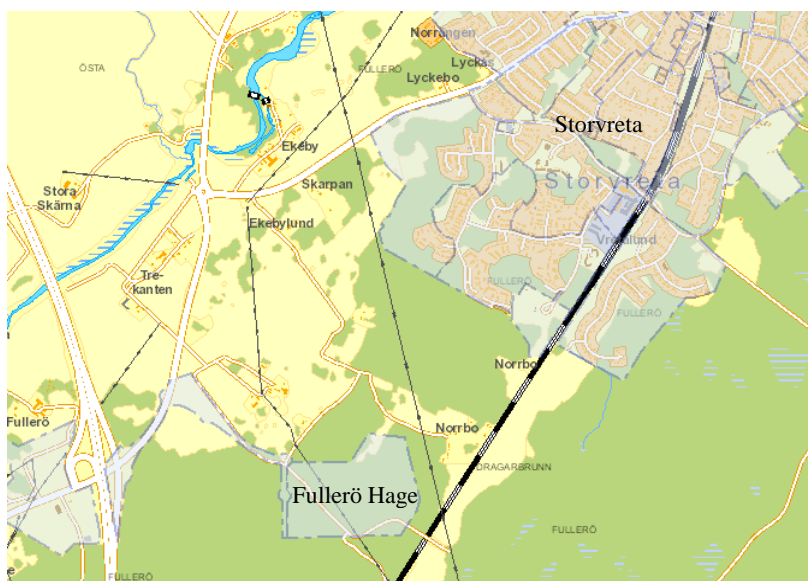 Norrängen
ÖSTA
FULLERÖ
Lyckås
Lyckebo
Storvreta
Ekeby
Storvreta
Skarpan
Stora
Skärna
Ekebylund
Vretalund
Tre-
kanten
FULLERÖ
FULLERÖ
Norrbo
Fullerö
Norrbo
DRAGARBRUNN
Fullerö Hage
FULLERÖ
FULLERÖ